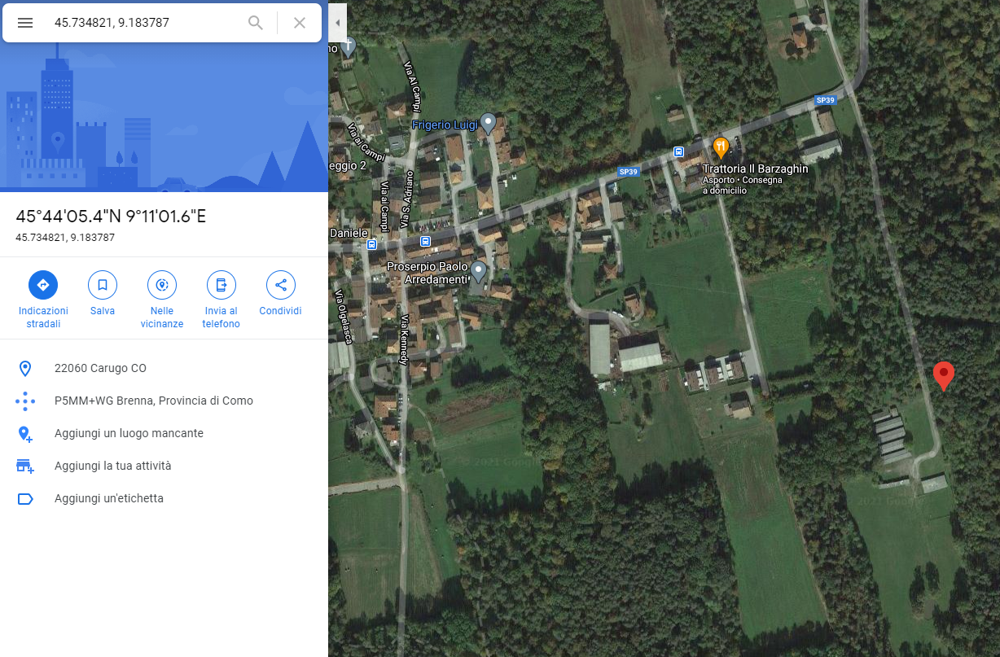 45.734821, 9.183787
45°44'05.4"N 9°11'01.6"E
45.734821, 9.183787
Indicazioni
stradali
Salva
Nelle
vicinanze
Invia al
telefono
Condividi
22060 Carugo CO
P5MM+WG Brenna, Provincia di Como
Aggiungi un luogo mancante
Aggiungi la tua attività
Aggiungi un'etichetta
no
Via Al Campi
SP39
Frigerio Luigi
Via ai Campi
Trattoria Il Barzaghin
Asporto • Consegna
a domicilio
eggio 2
SP39
Via ai Campi
Via S. Adriano
Daniele
Proserpio Paolo
Arredamenti
Via Olgelasca
Via Kennedy
© 2021 Google
2021 Google